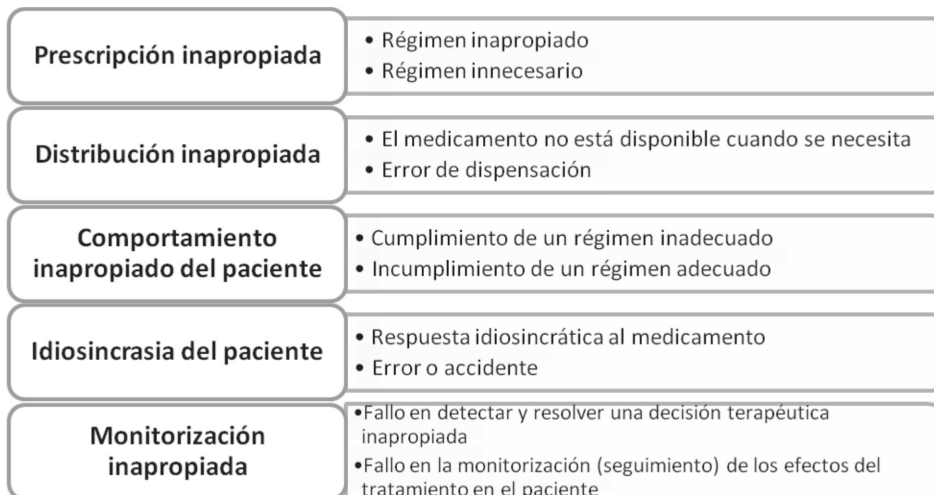 Prescripción inapropiada
• Régimen inapropiado
• Régimen innecesario
Distribución inapropiada
• El medicamento no está disponible cuando se necesita
• Error de dispensación
Comportamiento
inapropiado del paciente
• Cumplimiento de un régimen inadecuado
• Incumplimiento de un régimen adecuado
Idiosincrasia del paciente
• Respuesta idiosincrática al medicamento
• Error o accidente
Monitorización
inapropiada
•Fallo en detectar y resolver una decisión terapéutica
inapropiada
•Fallo en la monitorización (seguimiento) de los efectos del
tratamiento en el paciente